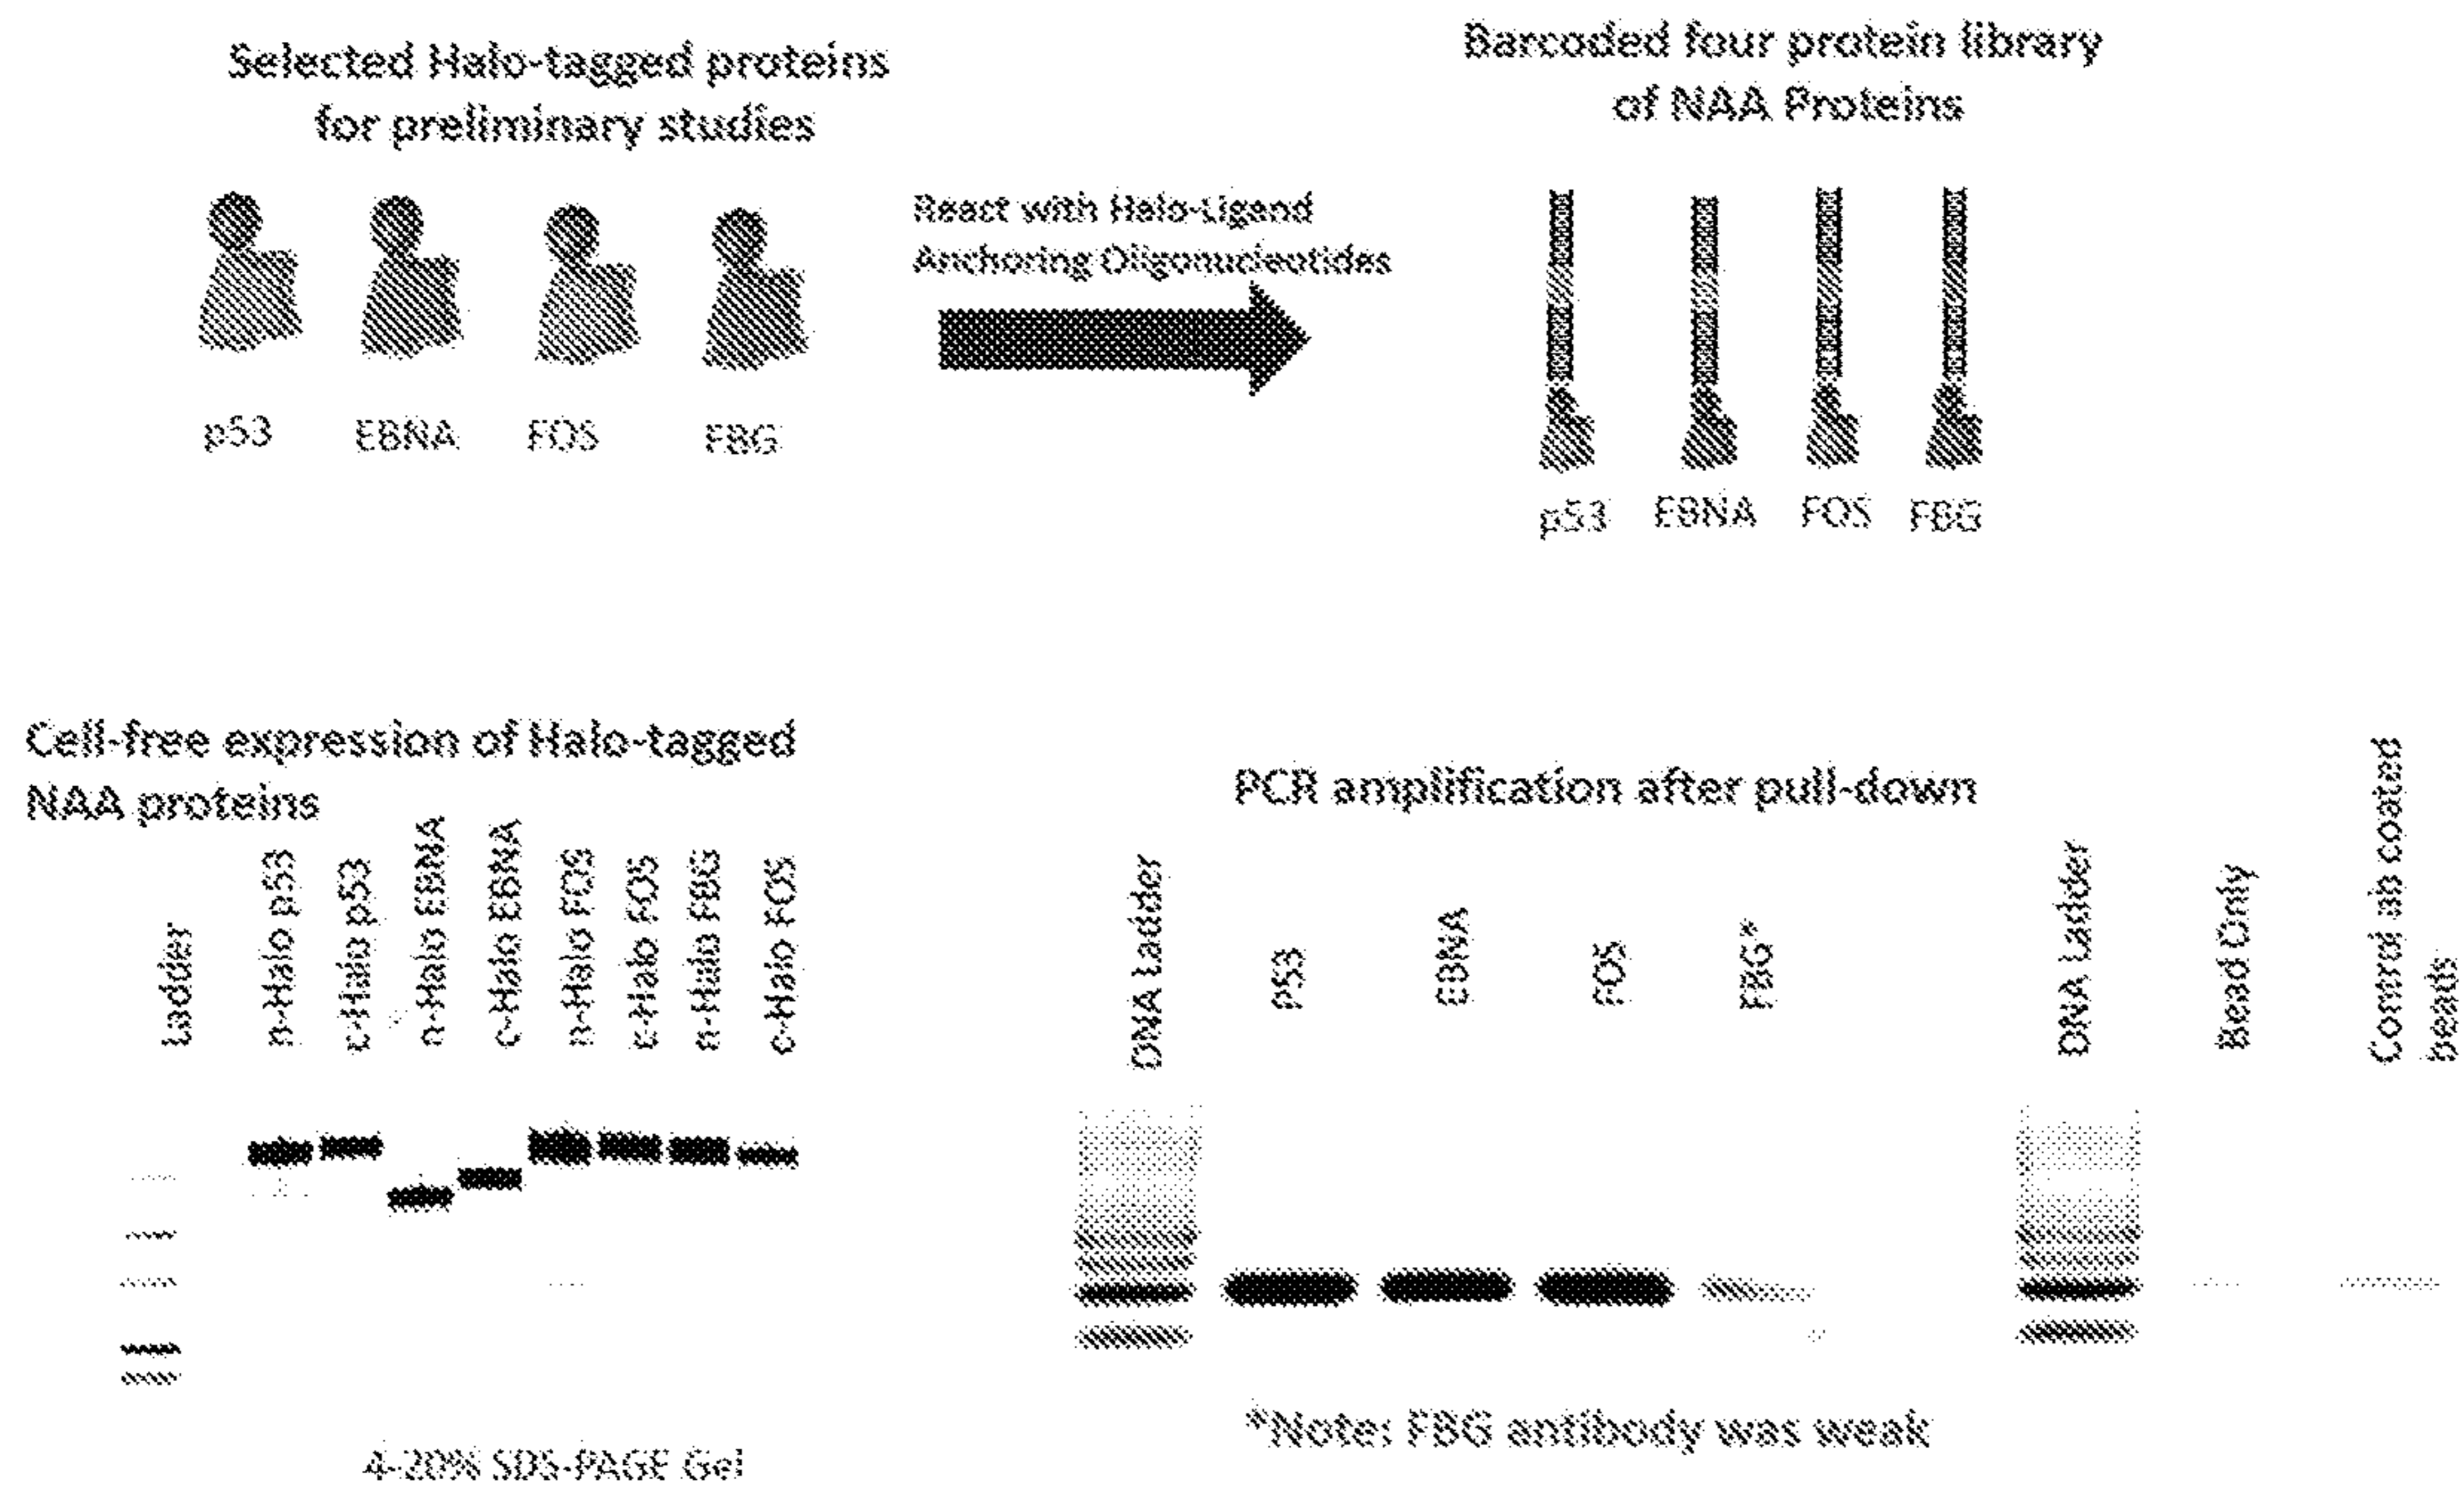 Selected Halo-tagged proteins
for preliminary studies
p53
EBNA
FOS
FBG
React with Halo-Ligand
Anchoring Oligonucleutides
Barcoded four protein library
of NAA Proteins
p53
EBNA
FOS
FBG
Cell-free expression of Halo-tagged
NAA proteins
Ladder
n-Halo p53
c-Halo p53
n-Halo EBNA
c-Halo EBNA
n-Halo FOS
c-Halo FOS
n-Halo FBG
c-Halo FOS
4-20% SDS-PAGE Gel
PCR amplification after pull-down
DNA Ladder
p53
EBNA
FOS
FBG*
DNA Ladder
Bead Only
Control ab coated
beads
*Note: FBG antibody was weak